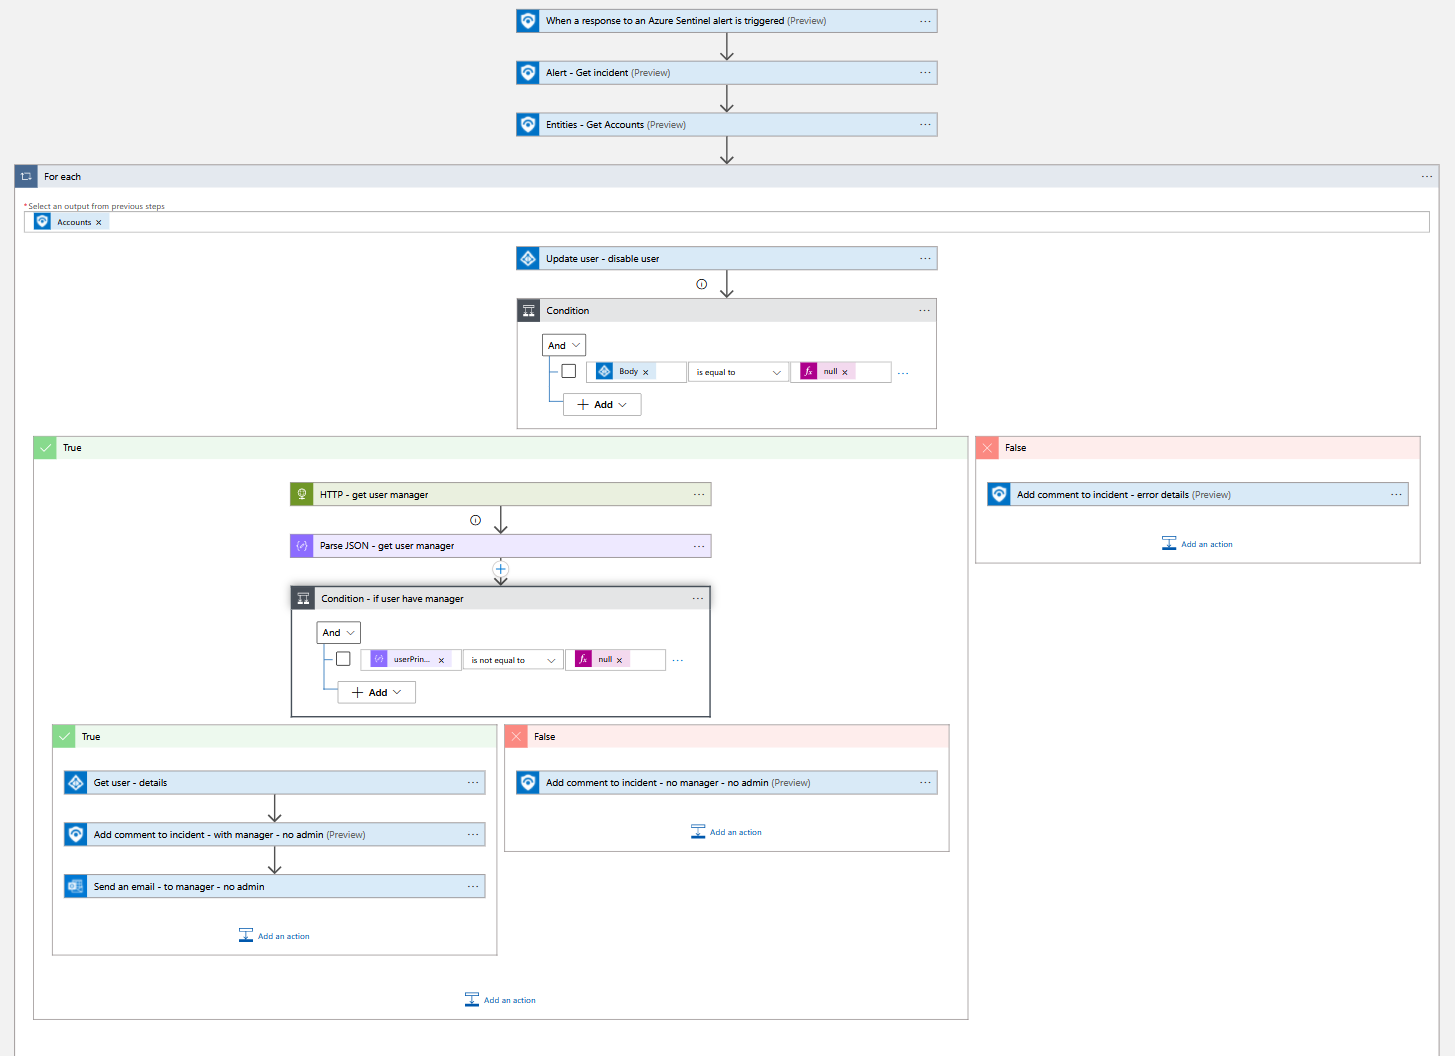 When a response to an Azure Sentinel alert is triggered (Preview)
Alert - Get incident (Preview)
Entities - Get Accounts (Preview)
For each
*Select an output from previous steps
Accounts
Update user - disable user
Condition
And
Body is equal to null
Add
True
False
HTTP - get user manager
Add comment to incident - error details (Preview)
Add an action
Parse JSON - get user manager
Condition - if user have manager
And
userPrin... is not equal to null
Add
True
False
Get user - details
Add comment to incident - no manager - no admin (Preview)
Add an action
Add comment to incident - with manager - no admin (Preview)
Send an email - to manager - no admin
Add an action
Add an action